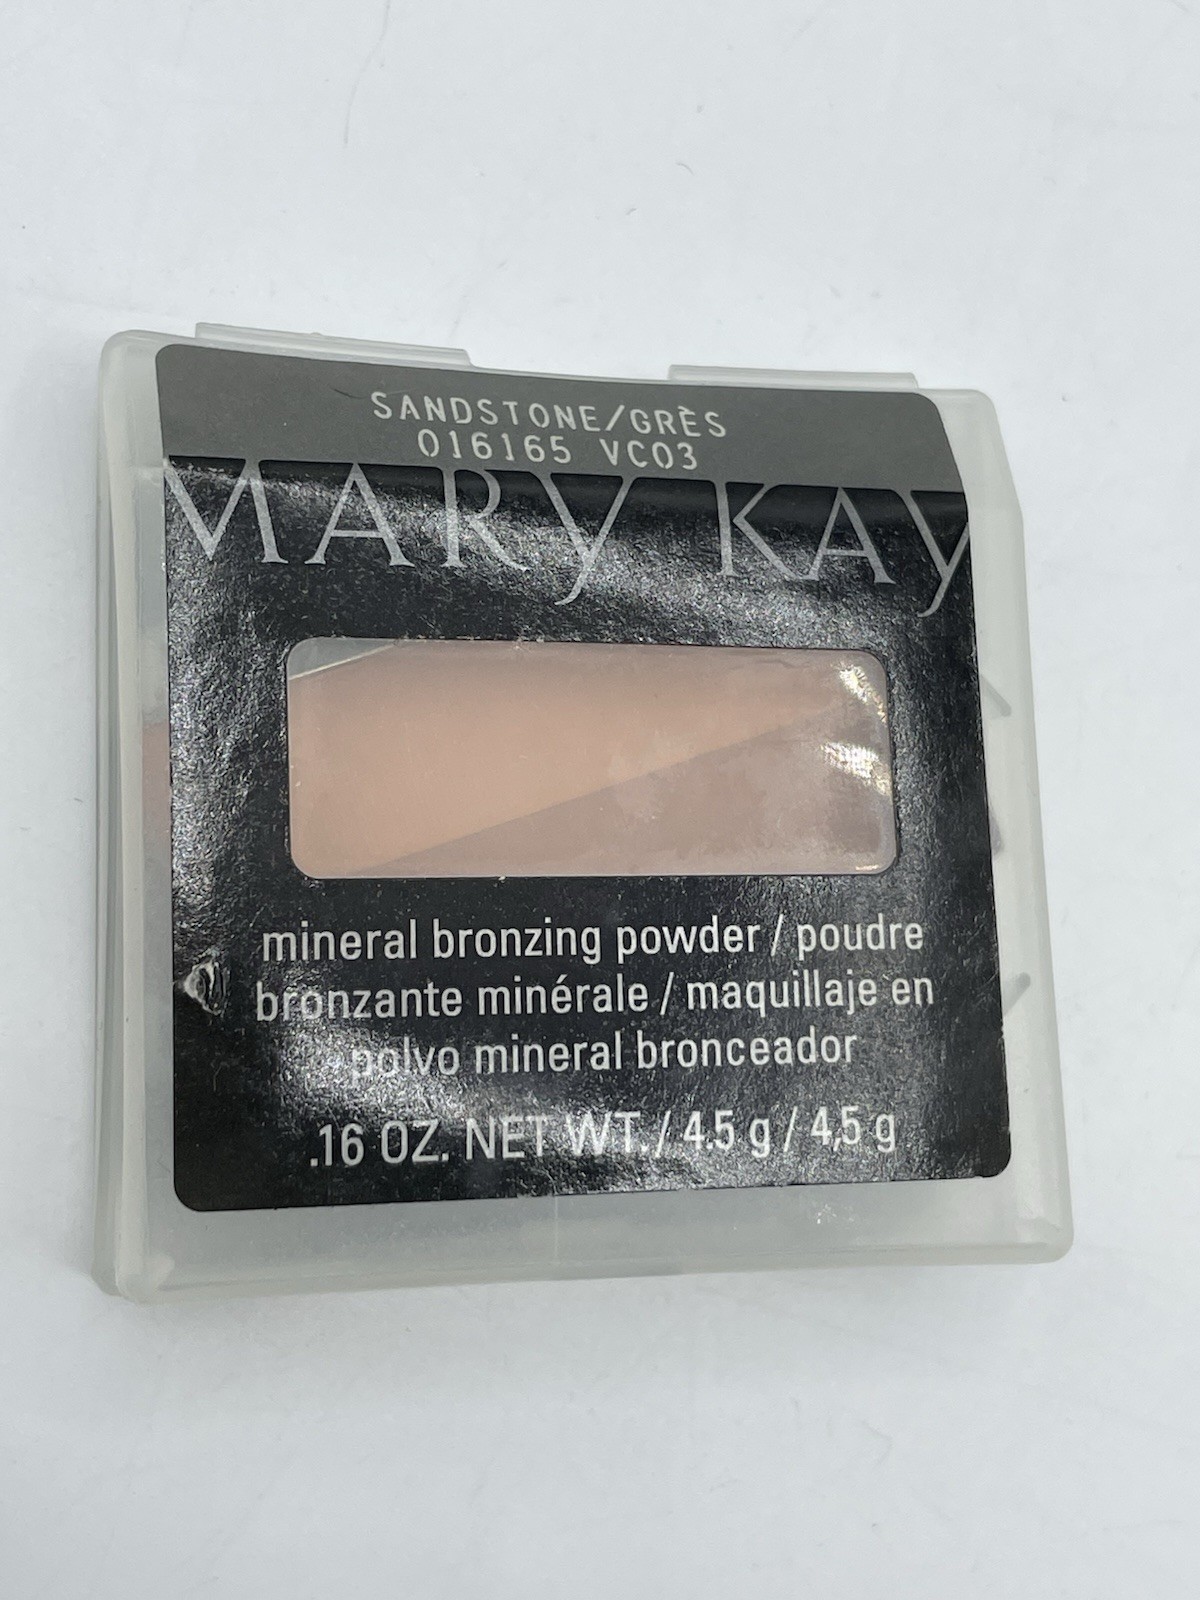 SANDSTONE/GRÈS
016165 VC03
MARY KAY
mineral bronzing powder / poudre
bronzante minérale / maquillaje en
polvo mineral bronceador
.16 OZ. NET WT. / 4.5 g / 4,5 g